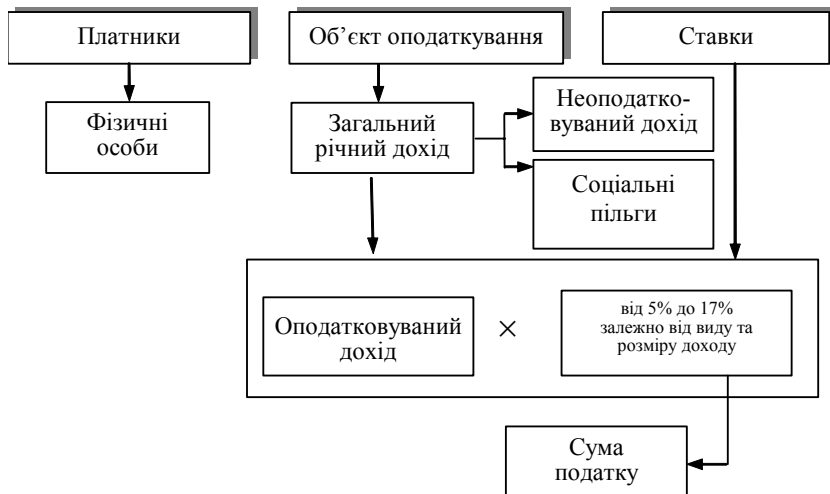 Платники
Об’єкт оподаткування
Ставки
Фізичні
особи
Загальний
річний дохід
Неоподатко-
вуваний дохід
Соціальні
пільги
Оподатковуваний
дохід
×
від 5% до 17%
залежно від виду та
розміру доходу
Сума
податку